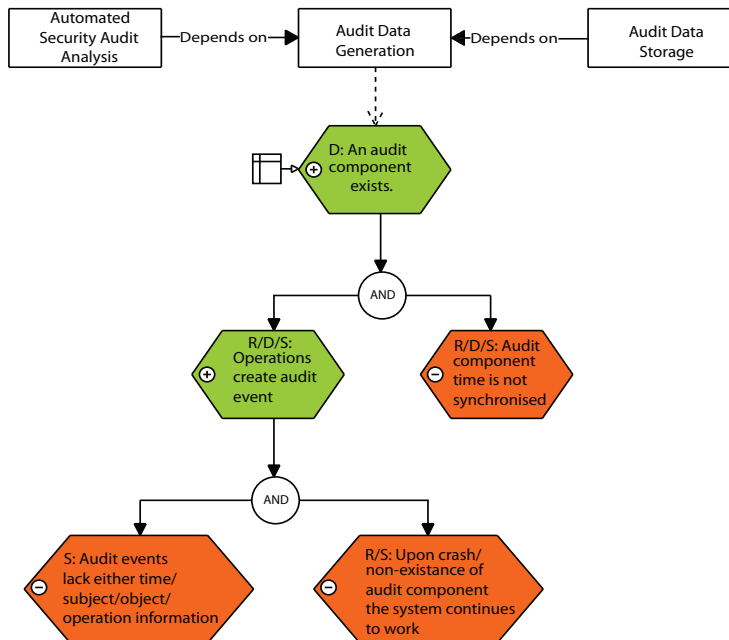 Automated
Security Audit
Analysis
Depends on
Audit Data
Generation
Depends on
Audit Data
Storage
D: An audit
component
exists.
+
AND
R/D/S:
Operations
create audit
event
+
R/D/S: Audit
component
time is not
synchronised
−
AND
S: Audit events
lack either time/
subject/object/
operation information
−
R/S: Upon crash/
non-existance of
audit component
the system continues
to work
−